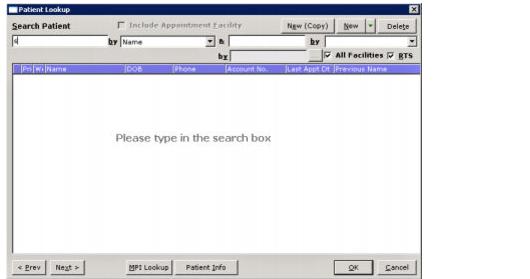 Patient Lookup
Search Patient Include Appointment Facility New (Copy) New Delete
by Name & by
by All Facilities RTS
Pri Name DOB Phone Account No. Last Appt Dt Previous Name
Please type in the search box
< Prev Next > MPI Lookup Patient Info OK Cancel